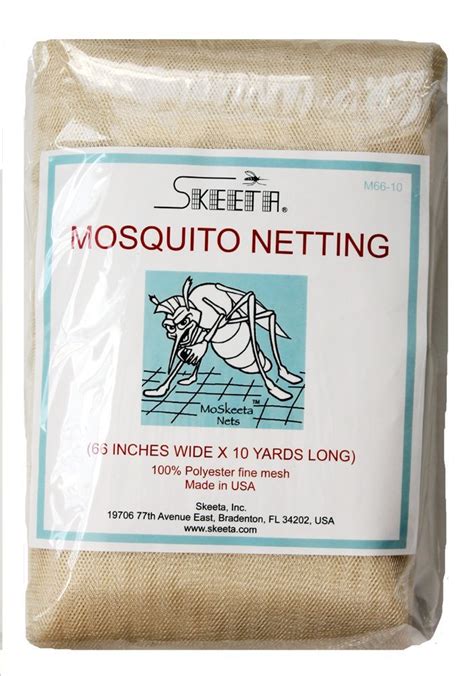 M66-10
SKEETA®
MOSQUITO NETTING
MoSkeeta™
Nets
(66 INCHES WIDE X 10 YARDS LONG)
100% Polyester fine mesh
Made in USA
Skeeta, Inc.
19706 77th Avenue East, Bradenton, FL 34202, USA
www.skeeta.com